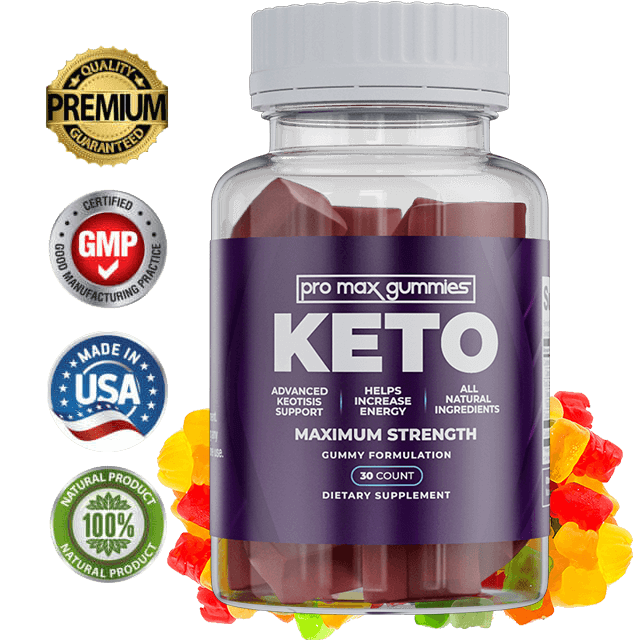 QUALITY
PREMIUM
GUARANTEED
CERTIFIED
GMP
GOOD MANUFACTURING PRACTICE
MADE IN
USA
NATURAL PRODUCT
100%
NATURAL PRODUCT
pro max gummies
KETO
ADVANCED
KEOTISIS
SUPPORT
HELPS
INCREASE
ENERGY
ALL
NATURAL
INGREDIENTS
MAXIMUM STRENGTH
GUMMY FORMULATION
30 COUNT
DIETARY SUPPLEMENT
use.